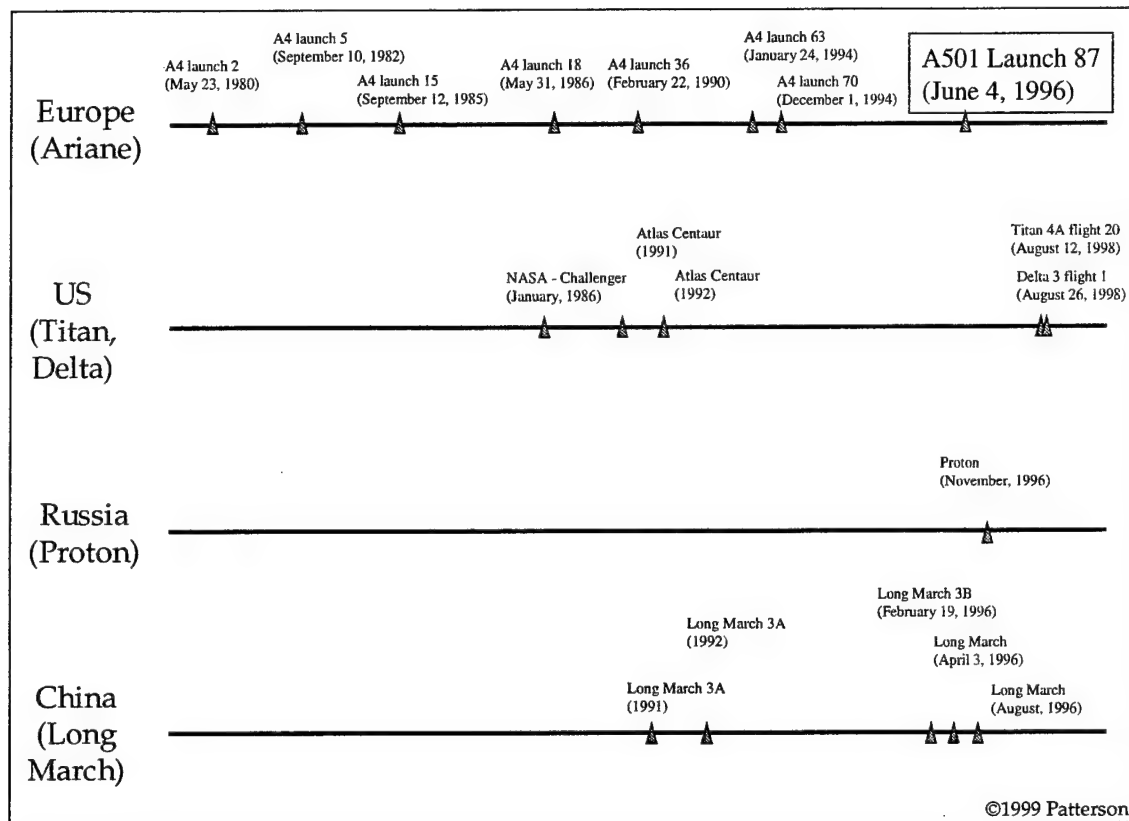 A4 launch 2
(May 23, 1980)
A4 launch 5
(September 10, 1982)
A4 launch 15
(September 12, 1985)
A4 launch 18
(May 31, 1986)
A4 launch 36
(February 22, 1990)
A4 launch 63
(January 24, 1994)
A4 launch 70
(December 1, 1994)
A501 Launch 87
(June 4, 1996)
Europe
(Ariane)
NASA - Challenger
(January, 1986)
Atlas Centaur
(1991)
Atlas Centaur
(1992)
Titan 4A flight 20
(August 12, 1998)
Delta 3 flight 1
(August 26, 1998)
US
(Titan,
Delta)
Proton
(November, 1996)
Russia
(Proton)
Long March 3A
(1991)
Long March 3A
(1992)
Long March 3B
(February 19, 1996)
Long March
(April 3, 1996)
Long March
(August, 1996)
China
(Long
March)
©1999 Patterson